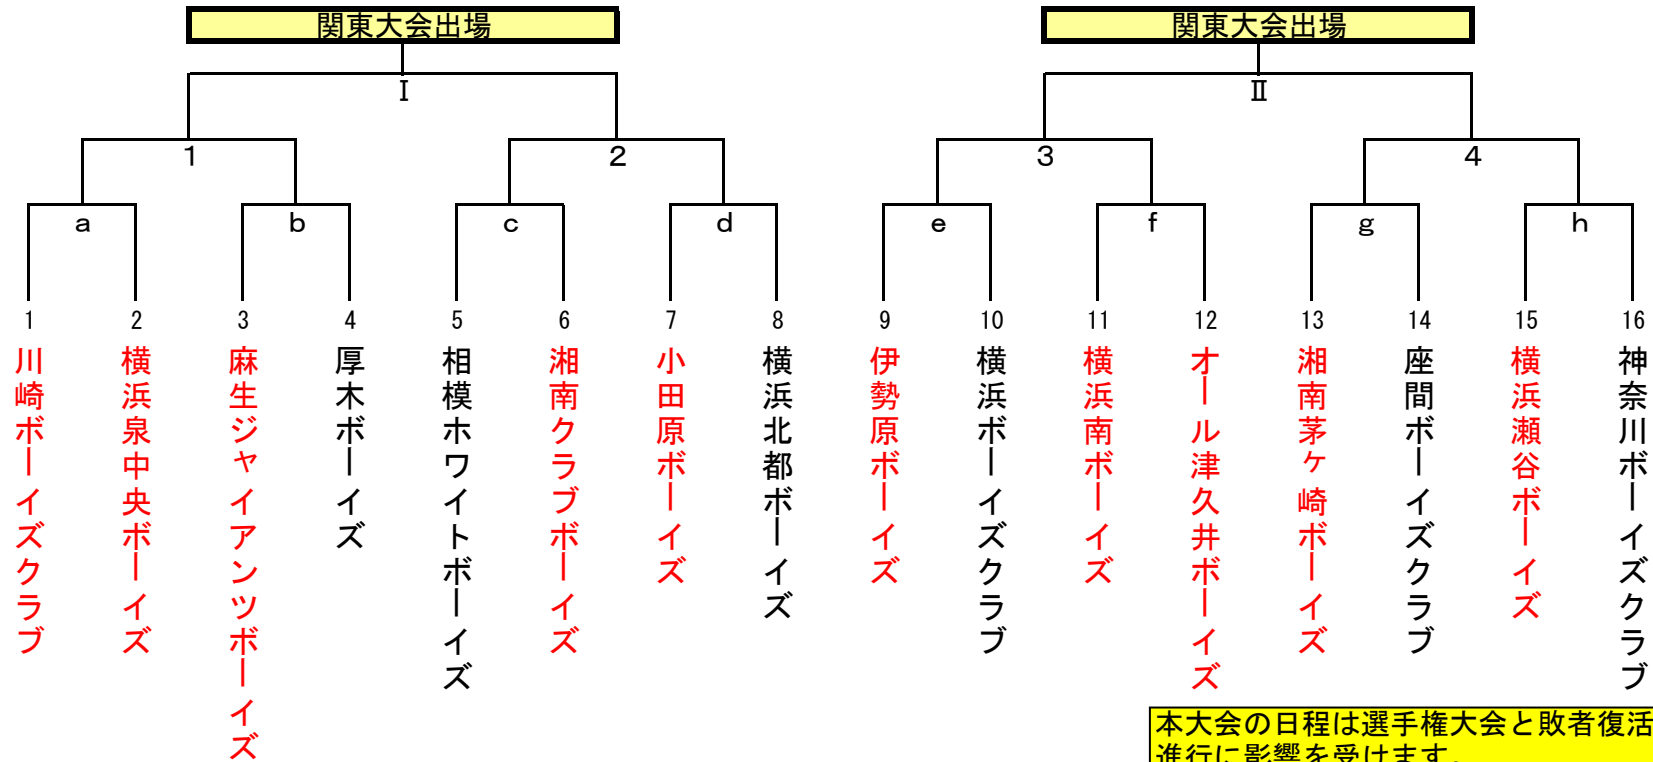 関東大会出場
関東大会出場
Ⅰ
Ⅱ
1
2
3
4
a
b
c
d
e
f
g
h
1
2
3
4
5
6
7
8
9
10
11
12
13
14
15
16
川崎ボーイズクラブ
横浜泉中央ボーイズ
麻生ジャイアンツボーイズ
厚木ボーイズ
相模ホワイトボーイズ
湘南クラブボーイズ
小田原ボーイズ
横浜北都ボーイズ
伊勢原ボーイズ
横浜ボーイズクラブ
横浜南ボーイズ
オール津久井ボーイズ
湘南茅ヶ崎ボーイズ
座間ボーイズクラブ
横浜瀬谷ボーイズ
神奈川ボーイズクラブ
本大会の日程は選手権大会と敗者復活
進行に影響を受けます。